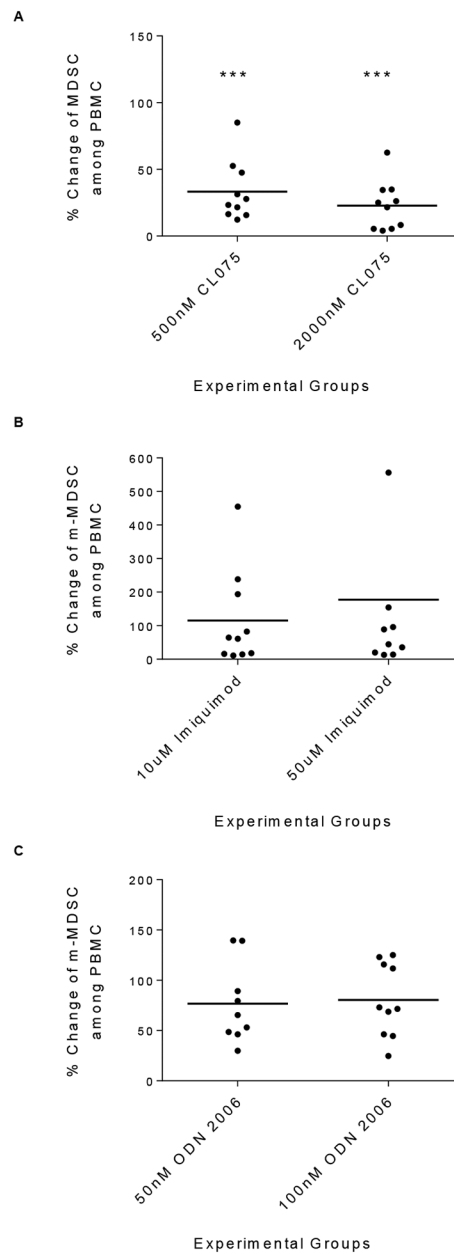 A
% Change of MDSC
among PBMC
150
100
50
0
***
***
500nM CL075
2000nM CL075
Experimental Groups
B
% Change of m-MDSC
among PBMC
600
500
400
300
200
100
0
10uM Imiquimod
50uM Imiquimod
Experimental Groups
C
% Change of m-MDSC
among PBMC
200
150
100
50
0
50nM ODN 2006
100nM ODN 2006
Experimental Groups